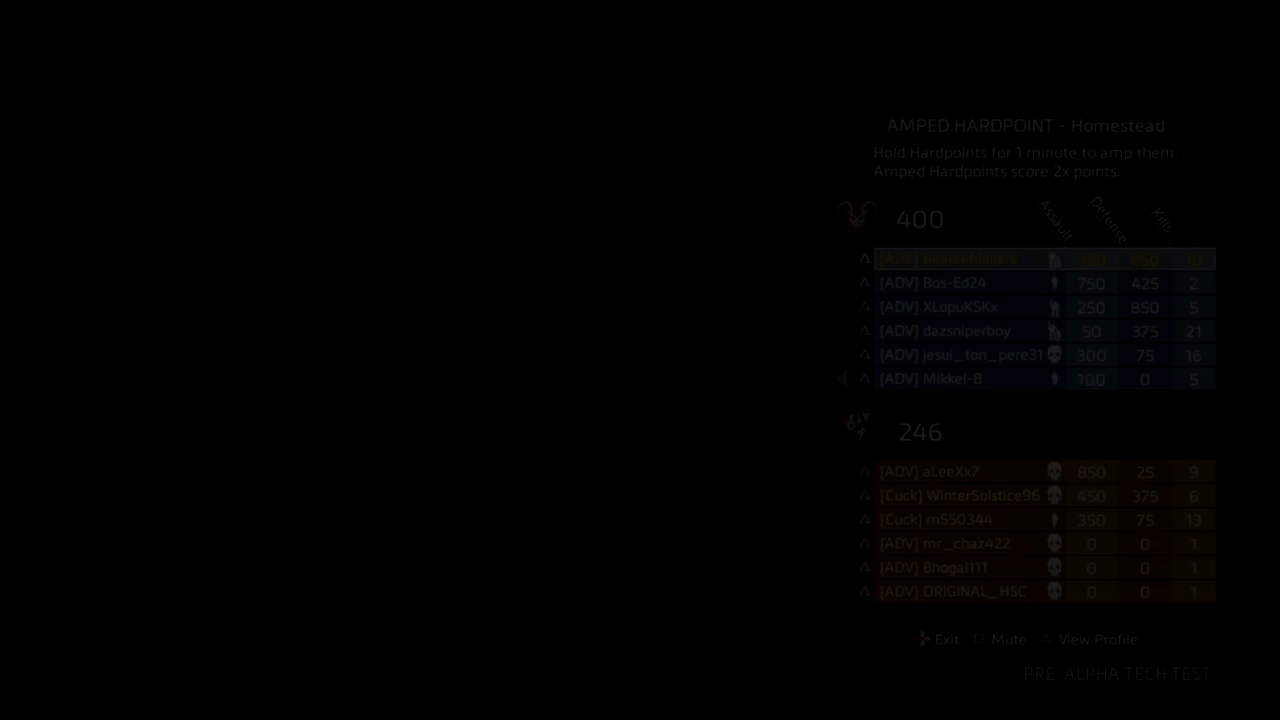 AMPED HARDPOINT - Homestead
Hold Hardpoints for 1 minute to amp them.
Amped Hardpoints score 2x points.
400 Assault Defense Kills
[ADV] 650
[ADV] Bos-Ed24 750 425 2
[ADV] XLopuKSKx 250 850 5
[ADV] dazsniperboy 50 375 21
[ADV] jesui_ton_pere31 300 75 16
[ADV] Mikkel-B 100 0 5
246
[ADV] aLeeXx7 850 25 9
[Cuck] WinterSolstice96 450 375 6
[Cuck] m550344 350 75 13
[ADV] mr_chaz422 0 0 1
[ADV] Bhogal111 0 0 1
[ADV] ORIGINAL_HSC 0 0 1
Exit Mute View Profile
PRE-ALPHA TECH TEST